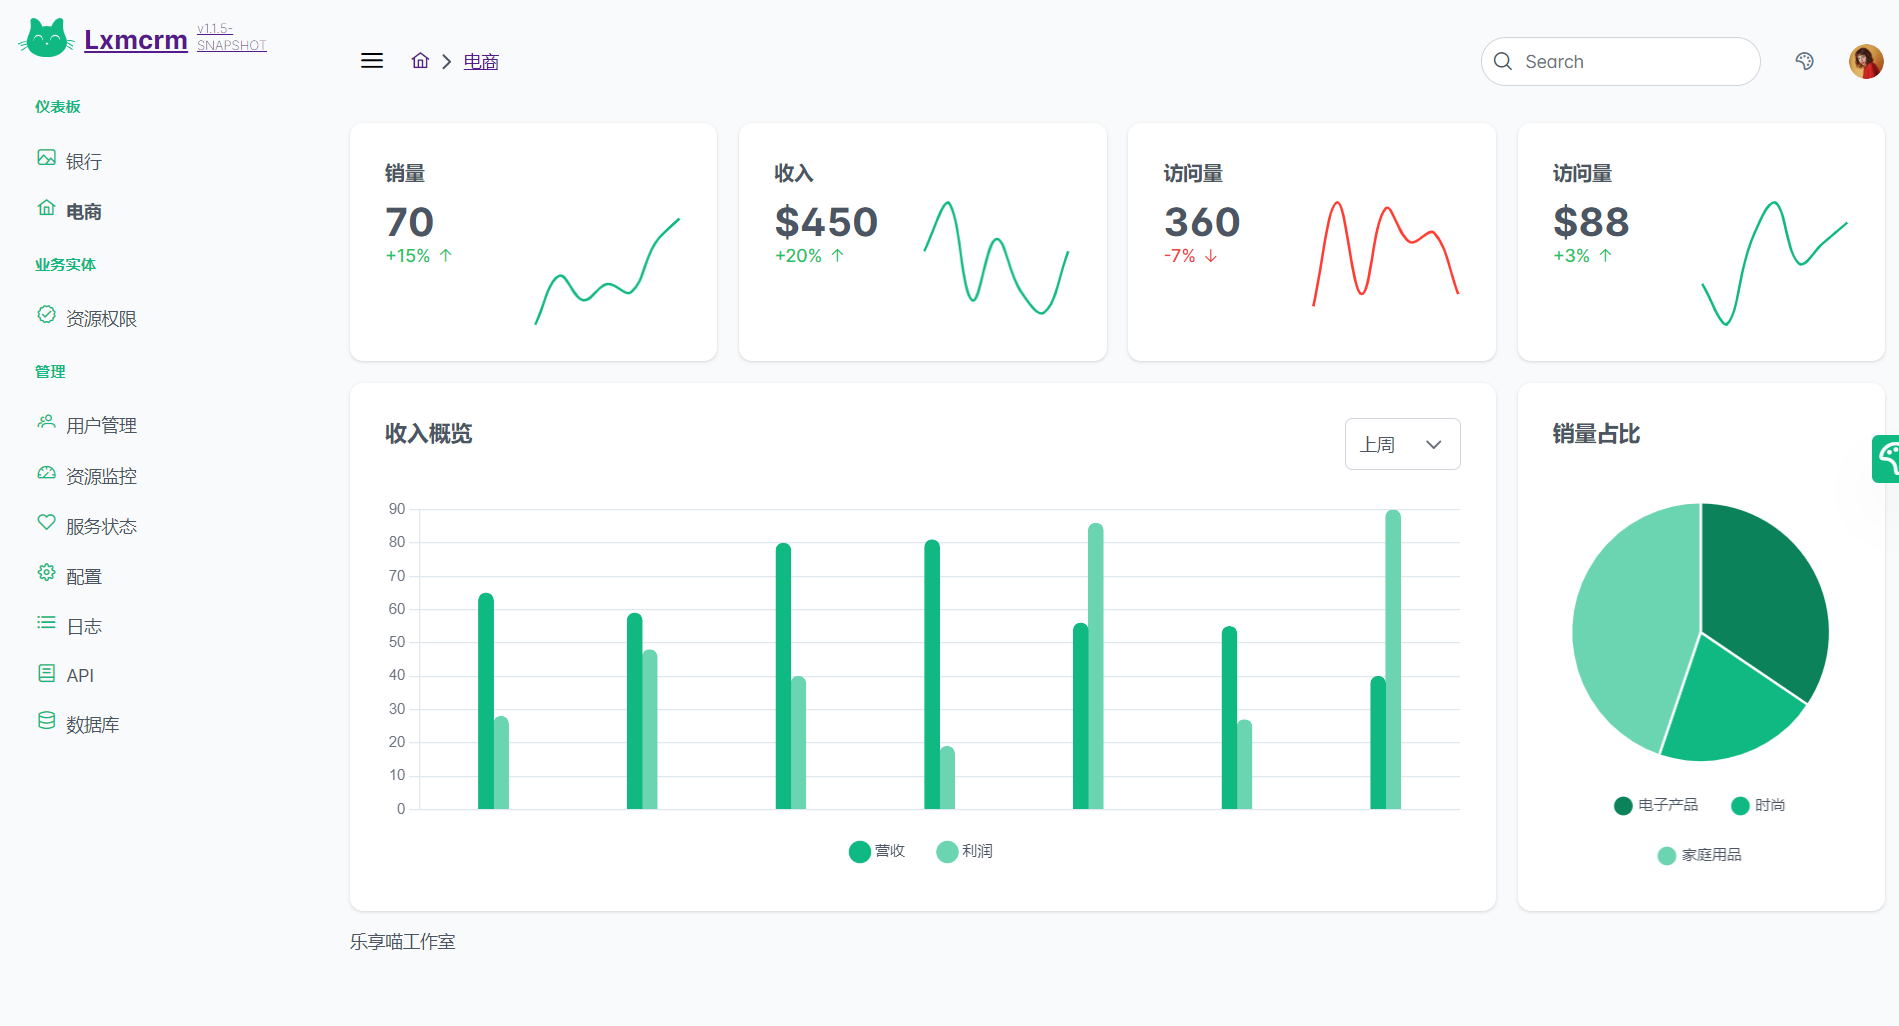 Lxmcrm
v1.1.5-
SNAPSHOT
仪表板
银行
电商
业务实体
资源权限
管理
用户管理
资源监控
服务状态
配置
日志
API
数据库
电商
Search
销量
70
+15%
收入
$450
+20%
访问量
360
-7%
访问量
$88
+3%
收入概览
上周
90
80
70
60
50
40
30
20
10
0
营收 利润
销量占比
电子产品 时尚
家庭用品
乐享喵工作室